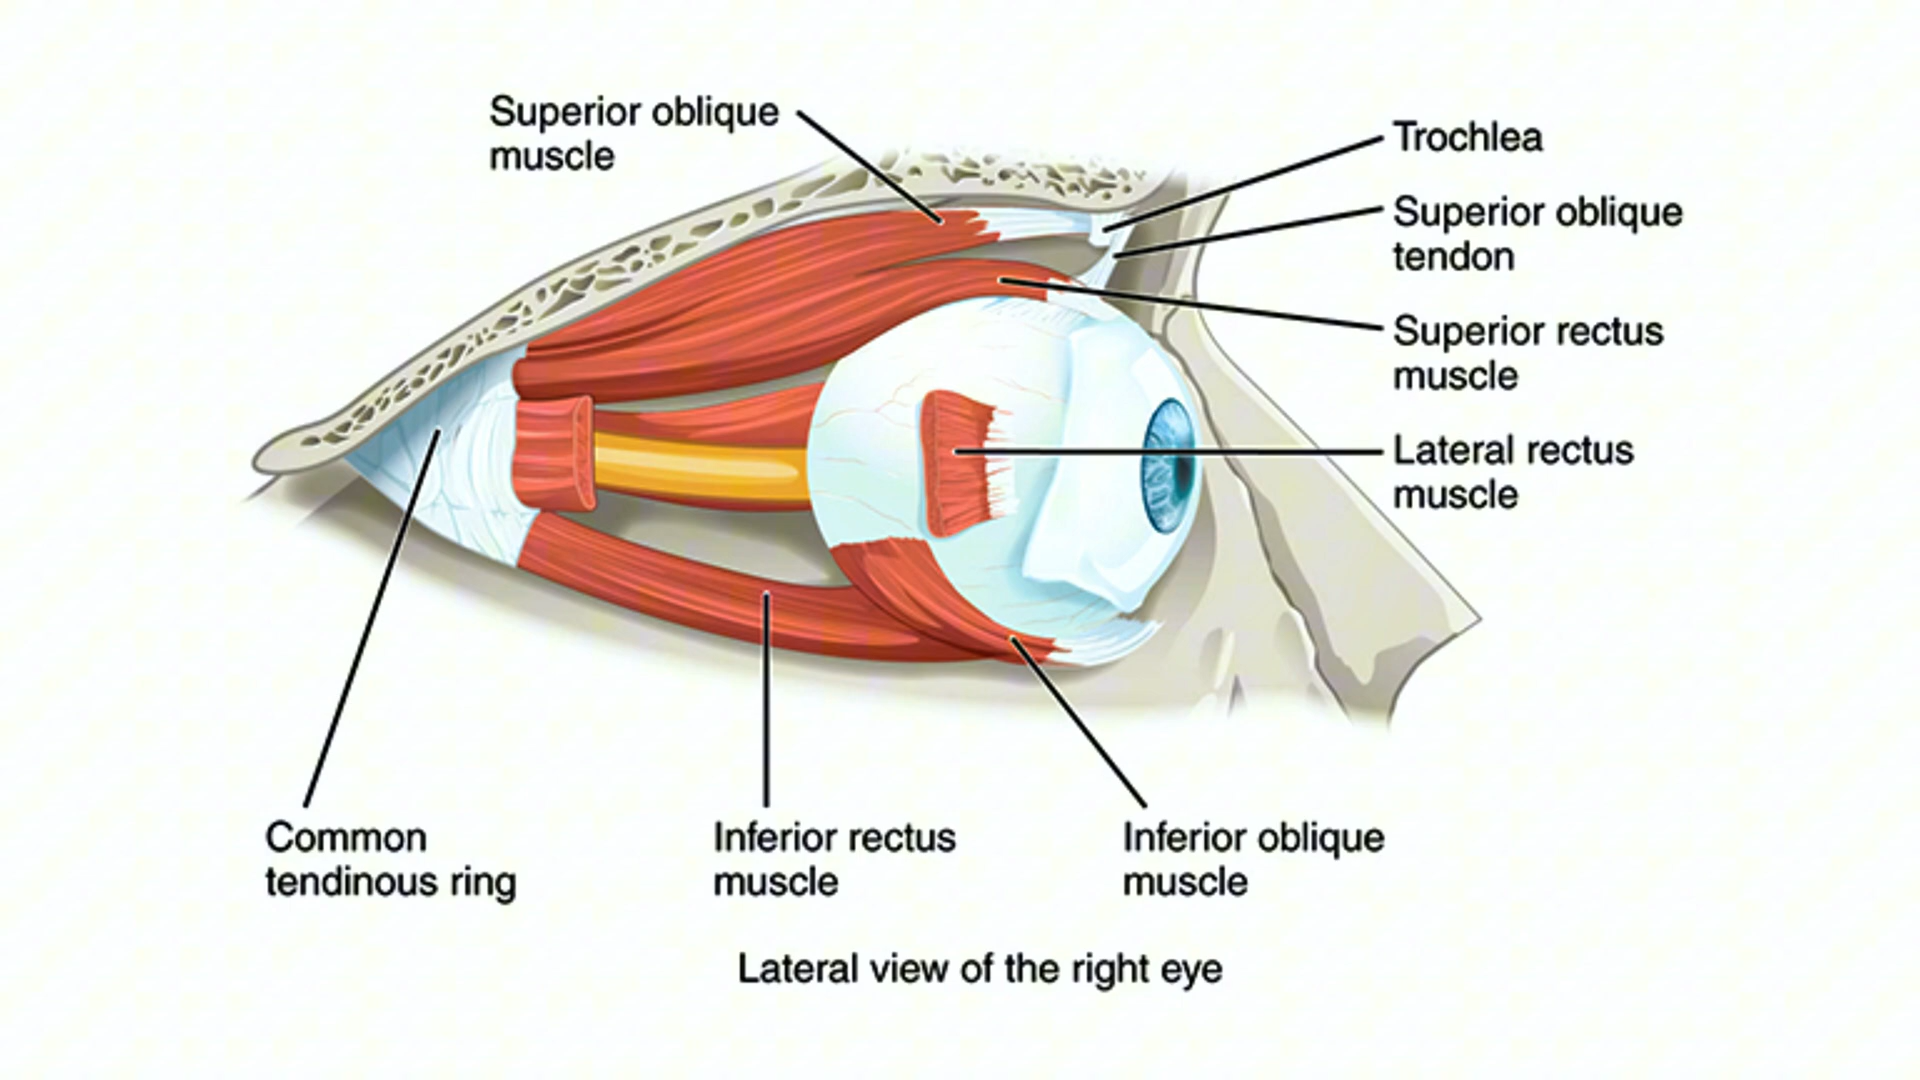 Superior oblique
muscle
Trochlea
Superior oblique
tendon
Superior rectus
muscle
Lateral rectus
muscle
Common
tendinous ring
Inferior rectus
muscle
Inferior oblique
muscle
Lateral view of the right eye